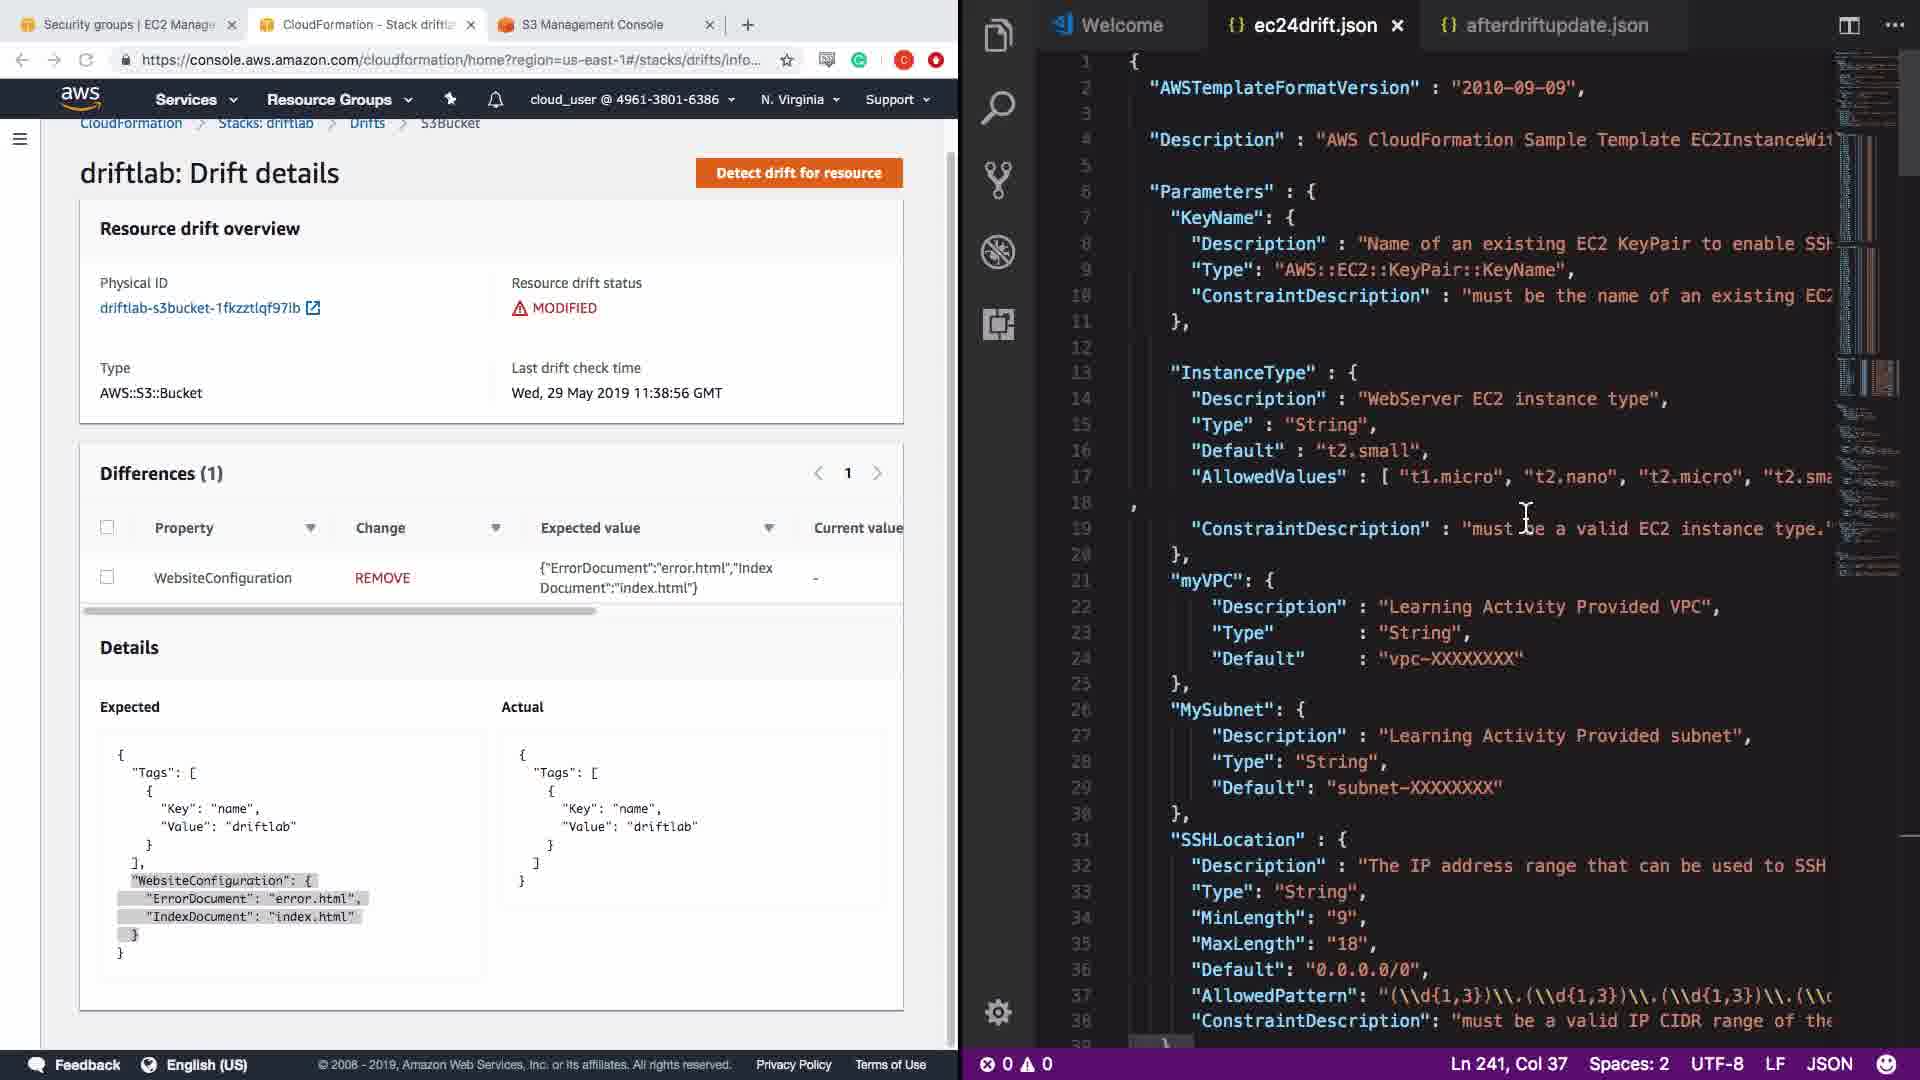 Security groups | EC2 Manage
CloudFormation - Stack driftla
S3 Management Console
https://console.aws.amazon.com/cloudformation/home?region=us-east-1#/stacks/drifts/info...
aws
Services
Resource Groups
cloud_user @ 4961-3801-6386
N. Virginia
Support
CloudFormation
Stacks: driftlab
Drifts
S3Bucket
driftlab: Drift details
Detect drift for resource
Resource drift overview
Physical ID
driftlab-s3bucket-1fkzztlqf97ib
Resource drift status
MODIFIED
Type
AWS::S3::Bucket
Last drift check time
Wed, 29 May 2019 11:38:56 GMT
Differences (1)
1
Property
Change
Expected value
Current value
WebsiteConfiguration
REMOVE
{"ErrorDocument":"error.html","Index
Document":"index.html"}
-
Details
Expected
{
"Tags": [
{
"Key": "name",
"Value": "driftlab"
}
],
"WebsiteConfiguration": {
"ErrorDocument": "error.html",
"IndexDocument": "index.html"
}
}
Actual
{
"Tags": [
{
"Key": "name",
"Value": "driftlab"
}
]
}
Feedback
English (US)
© 2008 - 2019, Amazon Web Services, Inc. or its affiliates. All rights reserved.
Privacy Policy
Terms of Use
Welcome
{} ec24drift.json
{} afterdriftupdate.json
1 {
2 "AWSTemplateFormatVersion" : "2010-09-09",
3
4 "Description" : "AWS CloudFormation Sample Template EC2InstanceWit
5
6 "Parameters" : {
7 "KeyName": {
8 "Description" : "Name of an existing EC2 KeyPair to enable SSH
9 "Type": "AWS::EC2::KeyPair::KeyName",
10 "ConstraintDescription" : "must be the name of an existing EC2
11 },
12
13 "InstanceType" : {
14 "Description" : "WebServer EC2 instance type",
15 "Type" : "String",
16 "Default" : "t2.small",
17 "AllowedValues" : [ "t1.micro", "t2.nano", "t2.micro", "t2.sma
18 ,
19 "ConstraintDescription" : "must be a valid EC2 instance type."
20 },
21 "myVPC": {
22 "Description" : "Learning Activity Provided VPC",
23 "Type" : "String",
24 "Default" : "vpc-XXXXXXXX"
25 },
26 "MySubnet": {
27 "Description" : "Learning Activity Provided subnet",
28 "Type": "String",
29 "Default": "subnet-XXXXXXXX"
30 },
31 "SSHLocation" : {
32 "Description" : "The IP address range that can be used to SSH
33 "Type": "String",
34 "MinLength": "9",
35 "MaxLength": "18",
36 "Default": "0.0.0.0/0",
37 "AllowedPattern": "(\\d{1,3})\\.(\\d{1,3})\\.(\\d{1,3})\\.(\\d
38 "ConstraintDescription": "must be a valid IP CIDR range of the
39 }
0
0
Ln 241, Col 37
Spaces: 2
UTF-8
LF
JSON